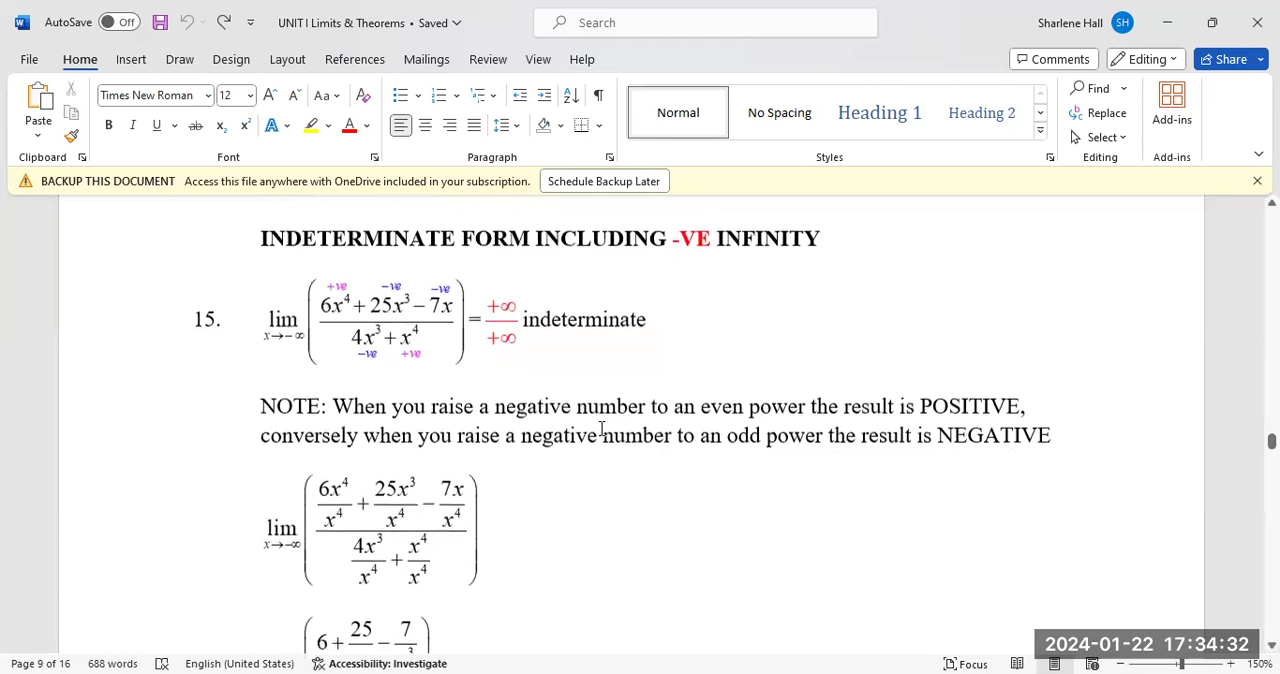 AutoSave Off UNIT I Limits & Theorems • Saved Search Sharlene Hall SH
File Home Insert Draw Design Layout References Mailings Review View Help Comments Editing Share
Paste Times New Roman 12 A A Aa A Normal No Spacing Heading 1 Heading 2 Find Replace Select Add-ins
B I U ab x₂ x² A A
Clipboard Font Paragraph Styles Editing Add-ins
BACKUP THIS DOCUMENT Access this file anywhere with OneDrive included in your subscription. Schedule Backup Later
INDETERMINATE FORM INCLUDING -VE INFINITY
+ve -ve -ve
15. lim x→-∞ ( (6x⁴ + 25x³ − 7x) / (4x³ + x⁴) ) = +∞/+∞ indeterminate
-ve +ve
NOTE: When you raise a negative number to an even power the result is POSITIVE,
conversely when you raise a negative number to an odd power the result is NEGATIVE
lim x→-∞ ( (6x⁴/x⁴ + 25x³/x⁴ − 7x/x⁴) / (4x³/x⁴ + x⁴/x⁴) )
6 + 25 − 7
2024-01-22 17:34:32
Page 9 of 16 688 words English (United States) Accessibility: Investigate Focus 150%